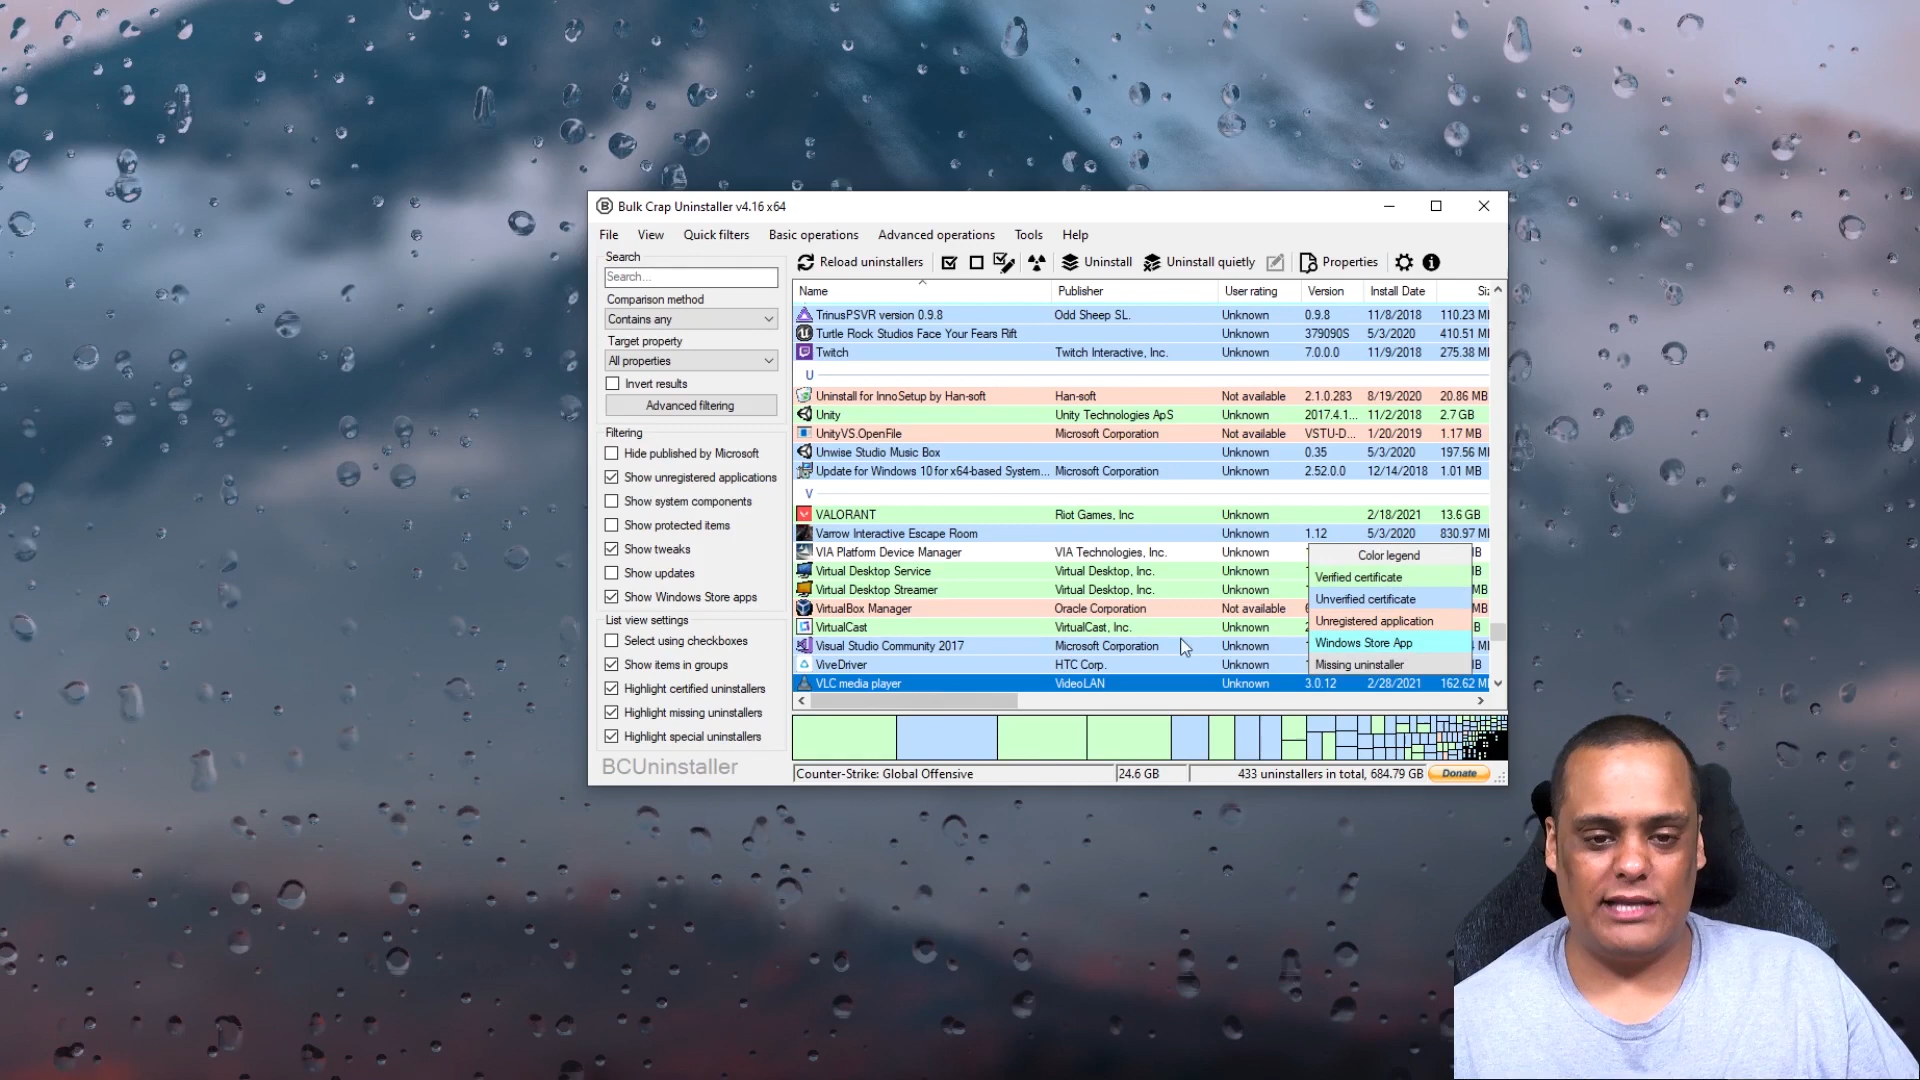 Bulk Crap Uninstaller v4.16 x64
File View Quick filters Basic operations Advanced operations Tools Help
Search
Search...
Comparison method
Contains any
Target property
All properties
Invert results
Advanced filtering
Filtering
Hide published by Microsoft
Show unregistered applications
Show system components
Show protected items
Show tweaks
Show updates
Show Windows Store apps
List view settings
Select using checkboxes
Show items in groups
Highlight certified uninstallers
Highlight missing uninstallers
Highlight special uninstallers
BCUninstaller
Reload uninstallers Uninstall Uninstall quietly Properties
Name Publisher User rating Version Install Date
TrinusPSVR version 0.9.8 Odd Sheep SL. Unknown 0.9.8 11/8/2018 110.23
Turtle Rock Studios Face Your Fears Rift Unknown 379090S 5/3/2020 410.51
Twitch Twitch Interactive, Inc. Unknown 7.0.0.0 11/9/2018 275.38
U
Uninstall for InnoSetup by Han-soft Han-soft Not available 2.1.0.283 8/19/2020 20.86 MB
Unity Unity Technologies ApS Unknown 2017.4.1... 11/2/2018 2.7 GB
UnityVS.OpenFile Microsoft Corporation Not available VSTU-D... 1/20/2019 1.17 MB
Unwise Studio Music Box Unknown 0.35 5/3/2020 197.56
Update for Windows 10 for x64-based System... Microsoft Corporation Unknown 2.52.0.0 12/14/2018 1.01 MB
V
VALORANT Riot Games, Inc Unknown 2/18/2021 13.6 GB
Varrow Interactive Escape Room Unknown 1.12 5/3/2020 830.97
VIA Platform Device Manager VIA Technologies, Inc. Unknown
Virtual Desktop Service Virtual Desktop, Inc. Unknown
Virtual Desktop Streamer Virtual Desktop, Inc. Unknown
VirtualBox Manager Oracle Corporation Not available
VirtualCast VirtualCast, Inc. Unknown
Visual Studio Community 2017 Microsoft Corporation Unknown
ViveDriver HTC Corp. Unknown
VLC media player VideoLAN Unknown 3.0.12 2/28/2021 162.62
Color legend
Verified certificate
Unverified certificate
Unregistered application
Windows Store App
Missing uninstaller
Counter-Strike: Global Offensive 24.6 GB 433 uninstallers in total, 684.79 GB Donate